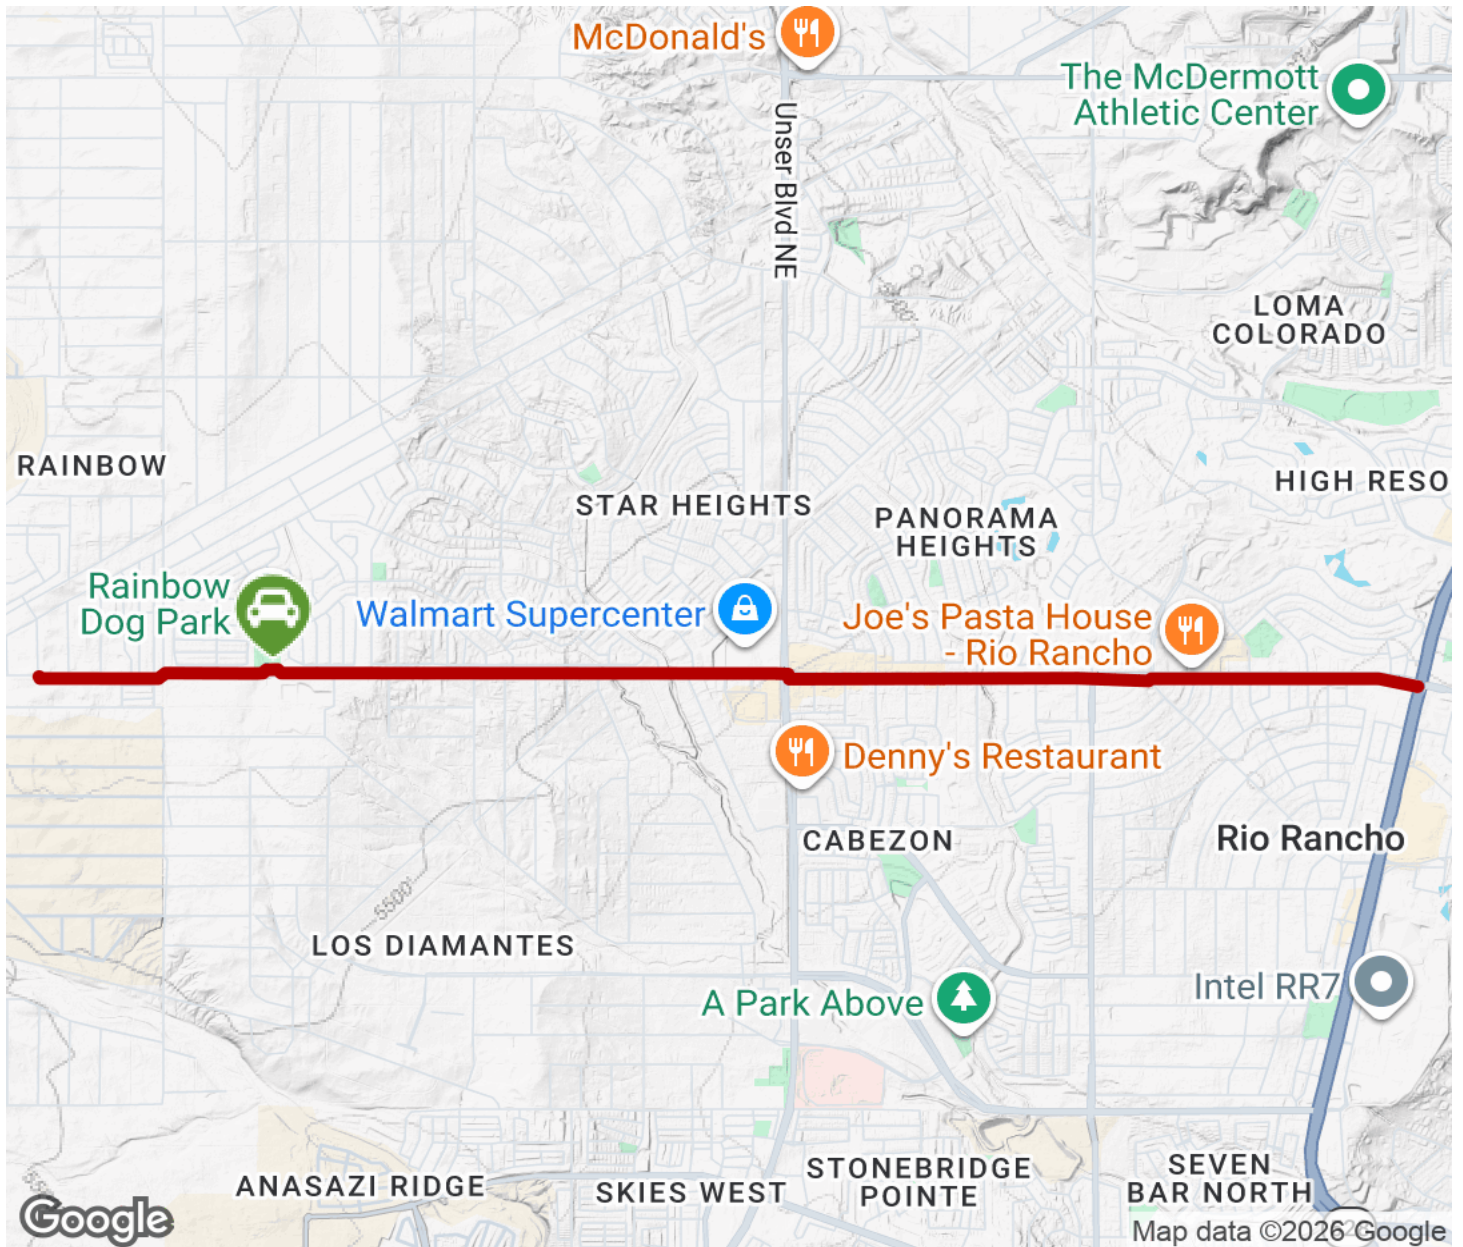 McDonald's
The McDermott
Athletic Center
Unser Blvd NE
LOMA
COLORADO
RAINBOW
HIGH RESO
STAR HEIGHTS
PANORAMA
HEIGHTS
Rainbow
Dog Park
Walmart Supercenter
Joe's Pasta House
- Rio Rancho
Denny's Restaurant
CABEZON
Rio Rancho
5500'
LOS DIAMANTES
A Park Above
Intel RR7
ANASAZI RIDGE
SKIES WEST
STONEBRIDGE
POINTE
SEVEN
BAR NORTH
Google
Map data ©2026 Google